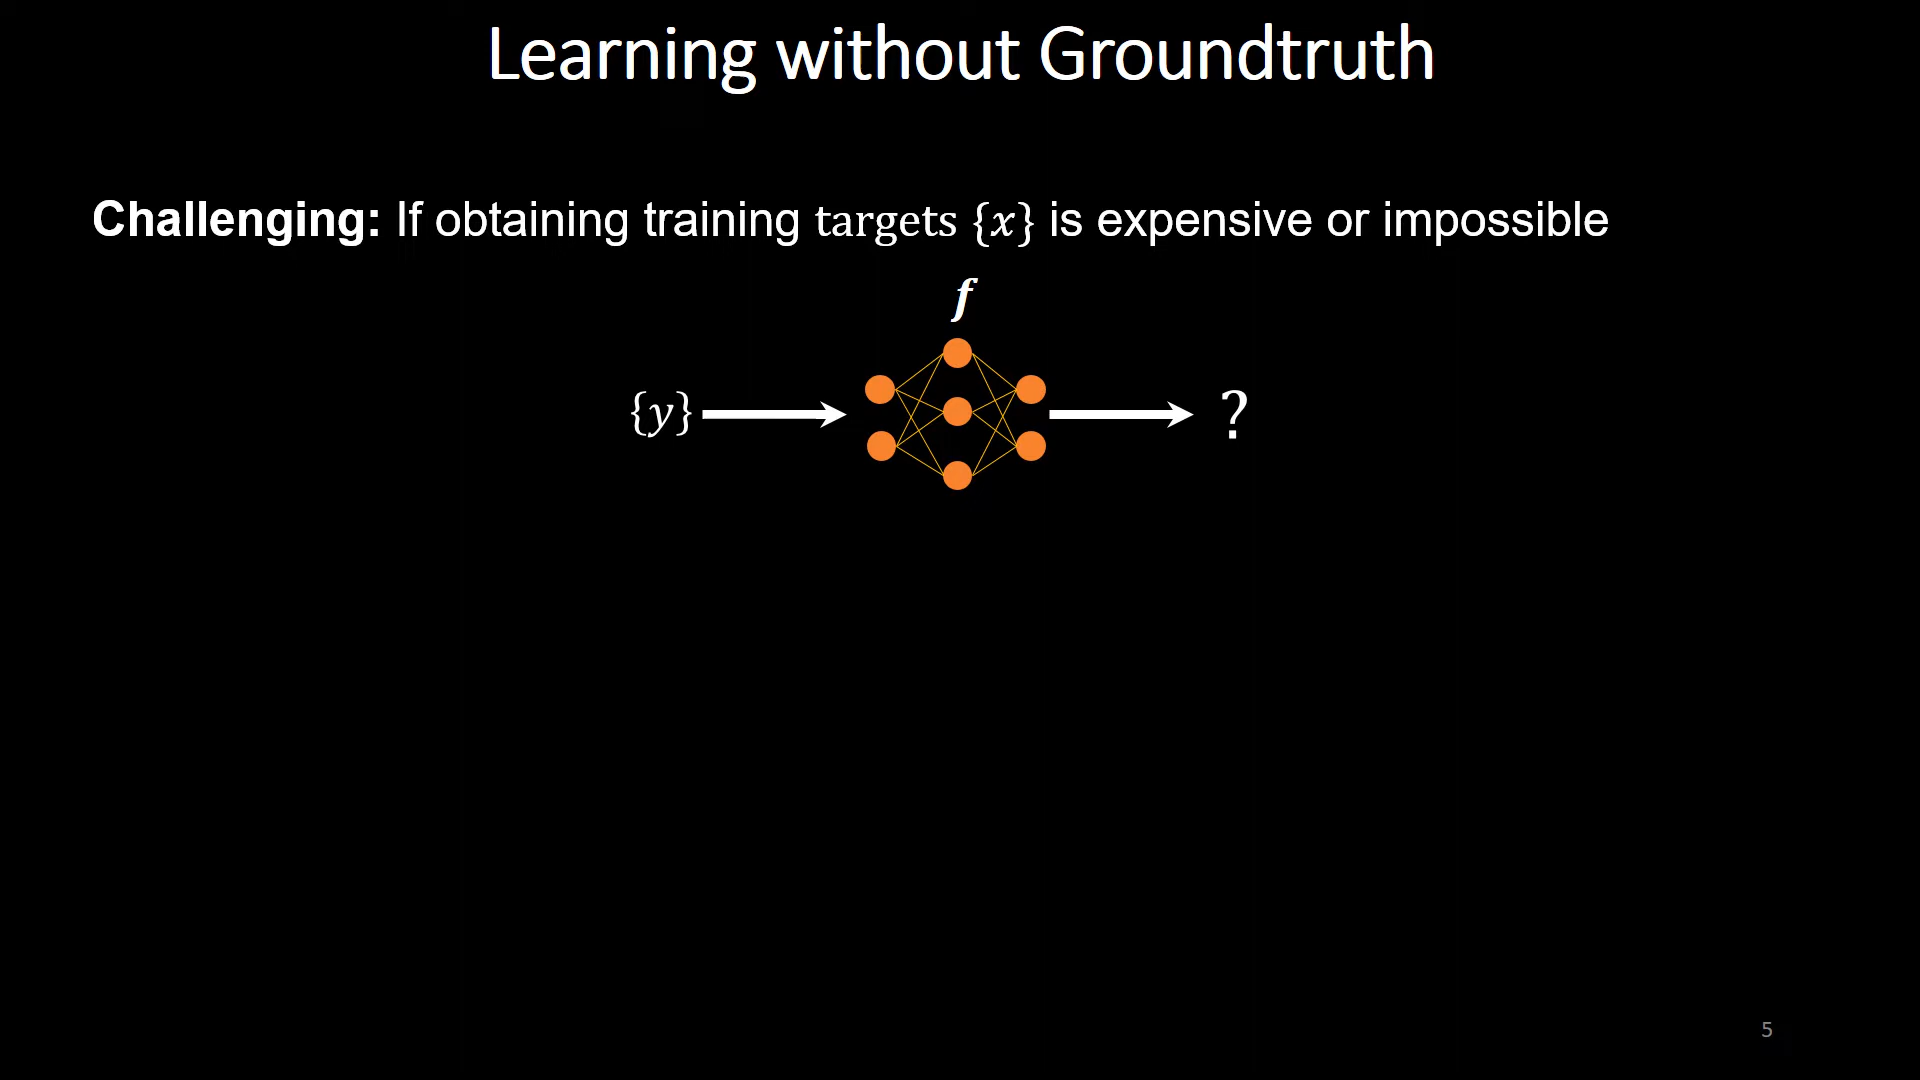 Learning without Groundtruth
Challenging: If obtaining training targets {x} is expensive or impossible
f
{y} ?
5